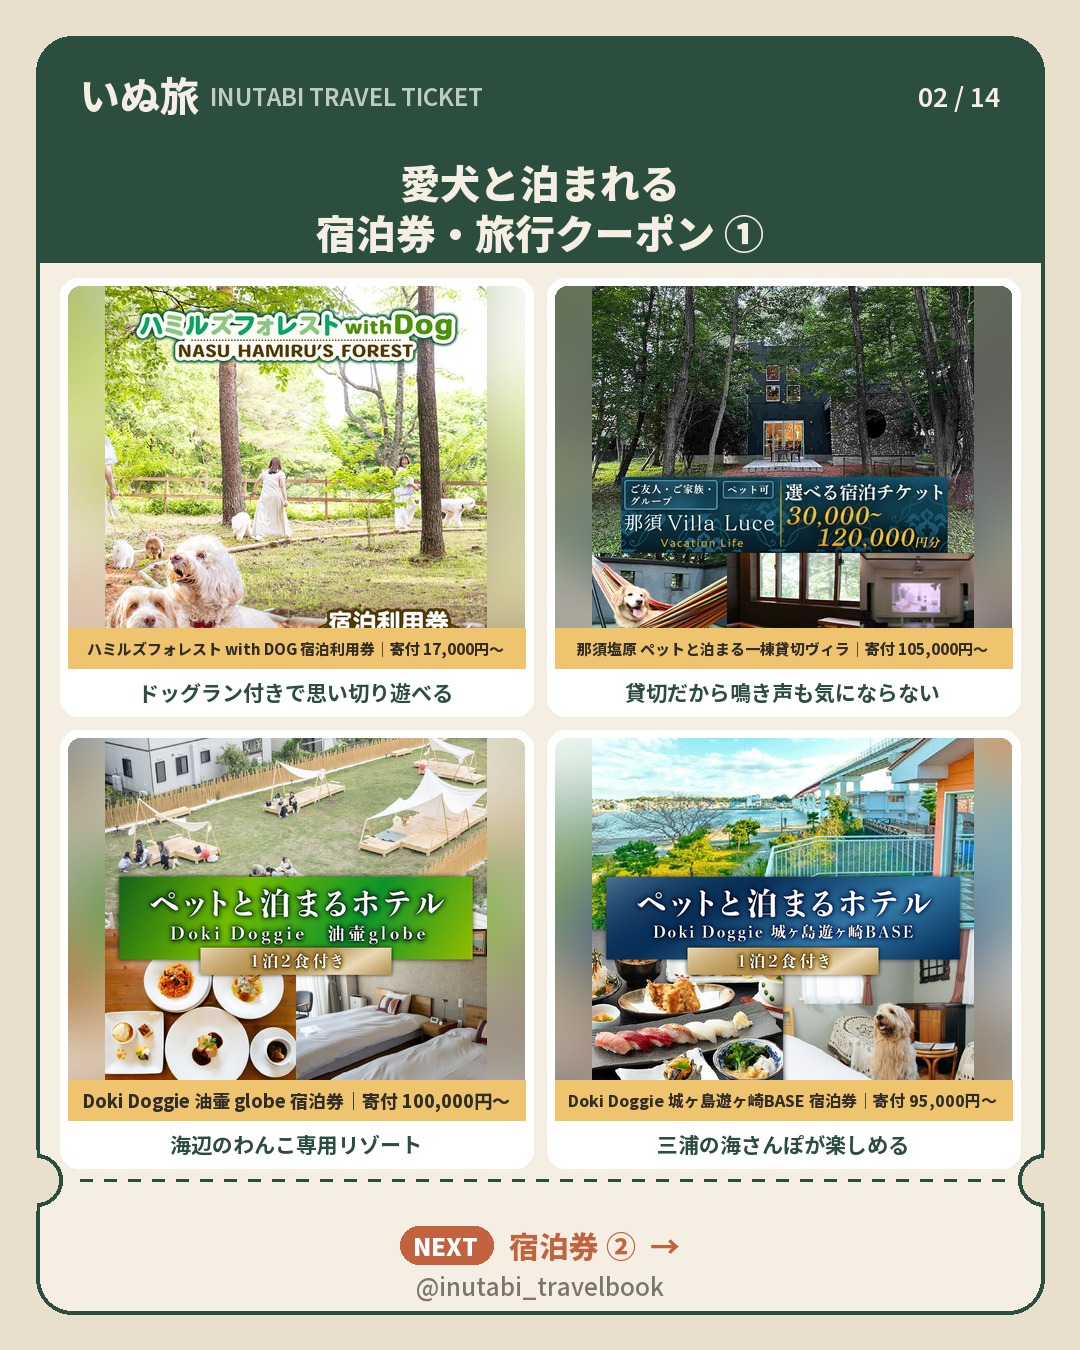 いぬ旅 INUTABI TRAVEL TICKET
02 / 14
愛犬と泊まれる
宿泊券・旅行クーポン ①
ハミルズフォレスト withDog
NASU HAMIRU'S FOREST
宿泊利用券
ハミルズフォレスト with DOG 宿泊利用券｜寄付 17,000円〜
ドッグラン付きで思い切り遊べる
ご友人・ご家族・
グループ
ペット可
那須 Villa Luce
Vacation Life
選べる宿泊チケット
30,000~
120,000円分
那須塩原 ペットと泊まる一棟貸切ヴィラ｜寄付 105,000円〜
貸切だから鳴き声も気にならない
ペットと泊まるホテル
Doki Doggie 油壷globe
1泊2食付き
Doki Doggie 油壷 globe 宿泊券｜寄付 100,000円〜
海辺のわんこ専用リゾート
ペットと泊まるホテル
Doki Doggie 城ヶ島遊ヶ崎BASE
1泊2食付き
Doki Doggie 城ヶ島遊ヶ崎BASE 宿泊券｜寄付 95,000円〜
三浦の海さんぽが楽しめる
NEXT 宿泊券 ② →
@inutabi_travelbook